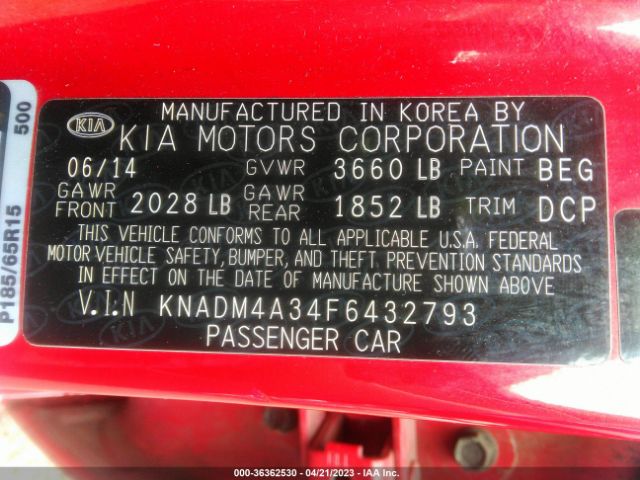 MANUFACTURED IN KOREA BY
KIA
KIA MOTORS CORPORATION
06/14 GVWR 3660 LB PAINT BEG
GAWR FRONT 2028 LB GAWR REAR 1852 LB TRIM DCP
THIS VEHICLE CONFORMS TO ALL APPLICABLE U.S.A. FEDERAL
MOTOR VEHICLE SAFETY, BUMPER, AND THEFT PREVENTION STANDARDS
IN EFFECT ON THE DATE OF MANUFACTURE SHOWN ABOVE
V.I.N KNADM4A34F6432793
PASSENGER CAR
500
P185/65R15
000-36362530 - 04/21/2023 - IAA Inc.